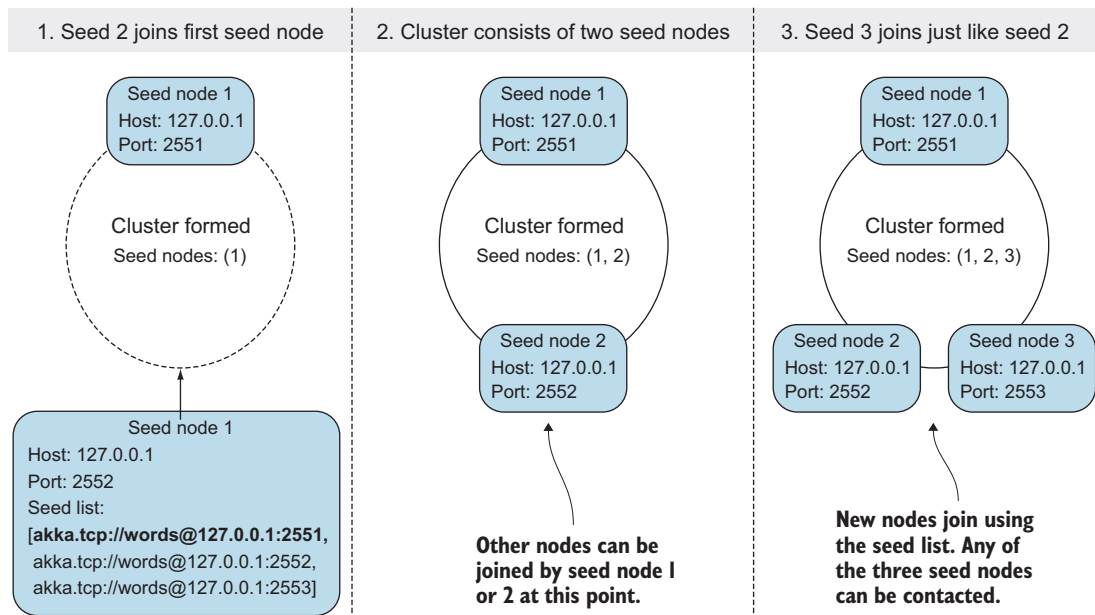 1. Seed 2 joins first seed node
Seed node 1
Host: 127.0.0.1
Port: 2551
Cluster formed
Seed nodes: (1)
Seed node 1
Host: 127.0.0.1
Port: 2552
Seed list:
[akka.tcp://words@127.0.0.1:2551,
akka.tcp://words@127.0.0.1:2552,
akka.tcp://words@127.0.0.1:2553]
2. Cluster consists of two seed nodes
Seed node 1
Host: 127.0.0.1
Port: 2551
Cluster formed
Seed nodes: (1, 2)
Seed node 2
Host: 127.0.0.1
Port: 2552
Other nodes can be
joined by seed node 1
or 2 at this point.
3. Seed 3 joins just like seed 2
Seed node 1
Host: 127.0.0.1
Port: 2551
Cluster formed
Seed nodes: (1, 2, 3)
Seed node 2
Host: 127.0.0.1
Port: 2552
Seed node 3
Host: 127.0.0.1
Port: 2553
New nodes join using
the seed list. Any of
the three seed nodes
can be contacted.